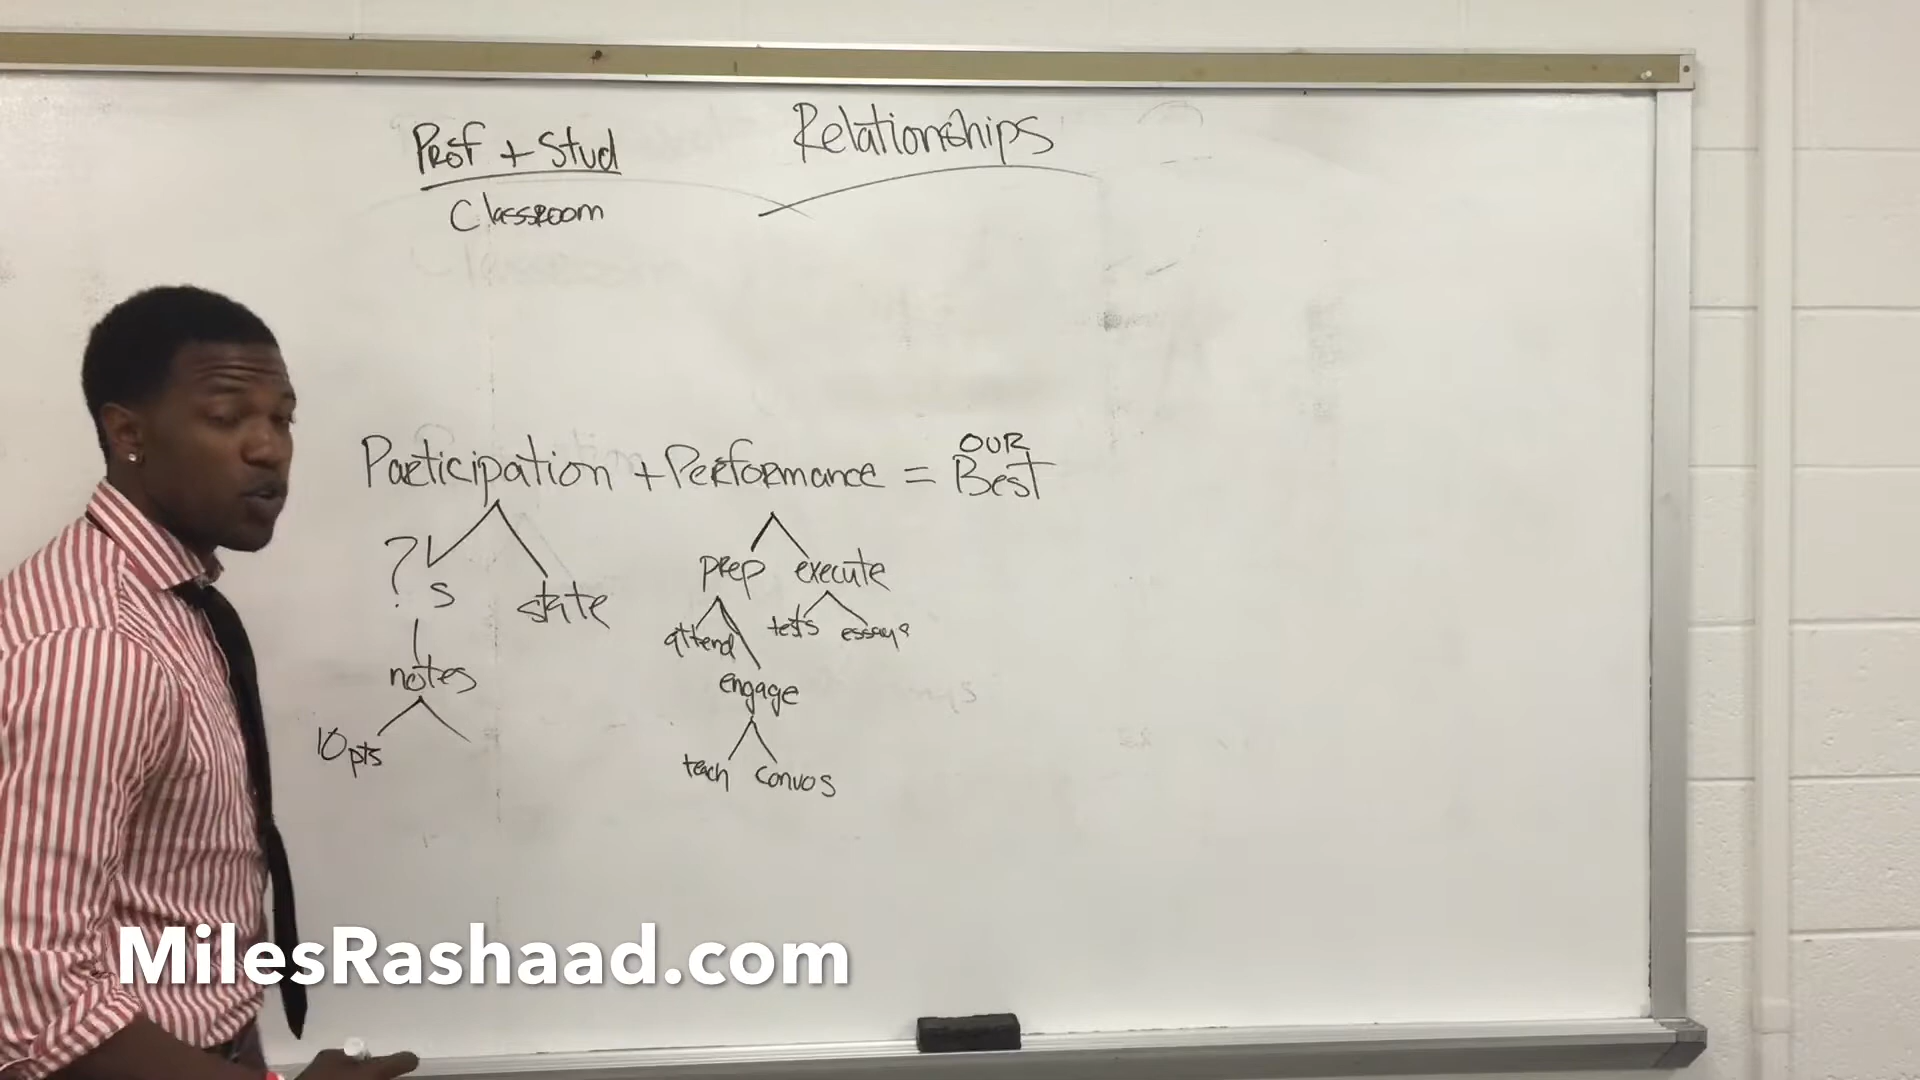 Prof + Stud
Classroom
Relationships
Participation + Performance = OUR Best
?s
state
prep execute
attend
tests
essays
notes
engage
10pts
teach convos
MilesRashaad.com